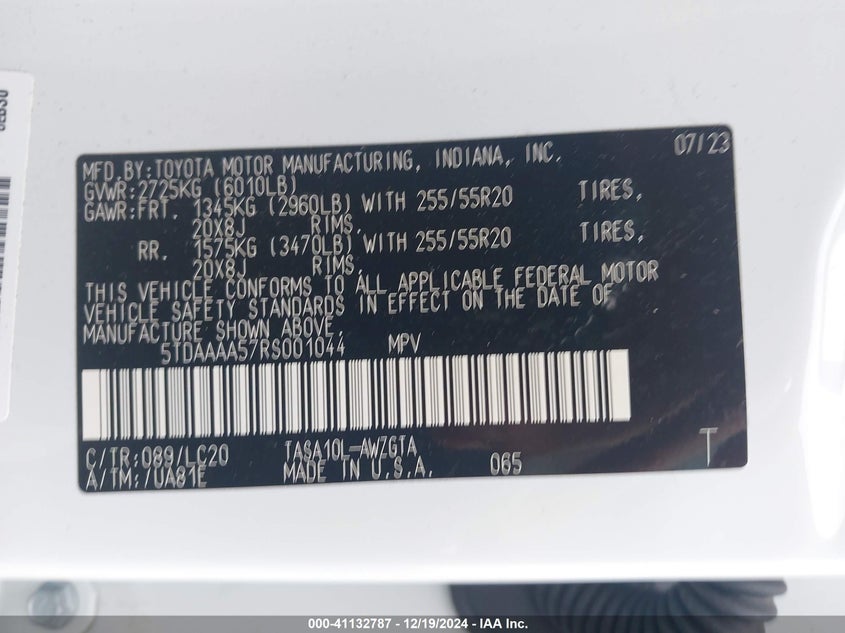 MFD.BY:TOYOTA MOTOR MANUFACTURING, INDIANA, INC. 07/23
GVWR:2725KG (6010LB)
GAWR:FRT. 1345KG (2960LB) WITH 255/55R20 TIRES,
20X8J RIMS,
RR. 1575KG (3470LB) WITH 255/55R20 TIRES,
20X8J RIMS,
THIS VEHICLE CONFORMS TO ALL APPLICABLE FEDERAL MOTOR
VEHICLE SAFETY STANDARDS IN EFFECT ON THE DATE OF
MANUFACTURE SHOWN ABOVE.
5TDAAAA57RS001044 MPV
C/TR:089/LC20 TASA10L-AWZGTA
A/TM:/UA81E MADE IN U.S.A. 065 T
000-41132787 - 12/19/2024 - © IAA Inc.